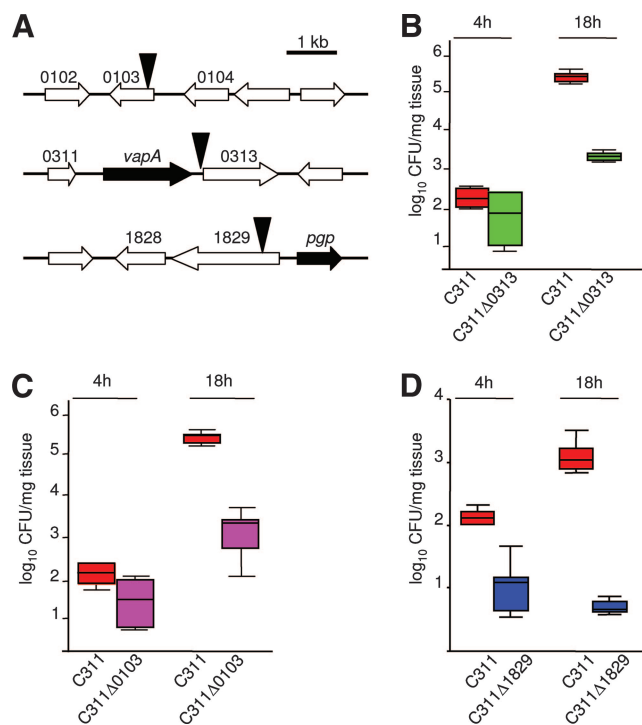 A
1 kb
0102 0103 0104
0311 vapA 0313
1828 1829 pgp
B
4h 18h
log10 CFU/mg tissue
6
5
4
3
2
1
C311
C311Δ0313
C311
C311Δ0313
C
4h 18h
log10 CFU/mg tissue
6
5
4
3
2
1
C311
C311Δ0103
C311
C311Δ0103
D
4h 18h
log10 CFU/mg tissue
4
3
2
1
C311
C311Δ1829
C311
C311Δ1829